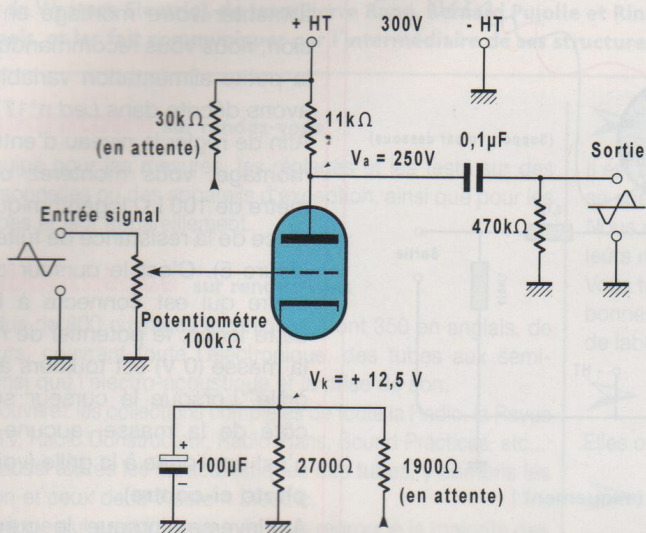 - HT 300V - HT
30kΩ
(en attente)
11kΩ
Va = 250V
0,1µF
Sortie
470kΩ
Entrée signal
Potentiomètre
100kΩ
Vk = - 12,5 V
100µF
2700Ω
1900Ω
(en attente)